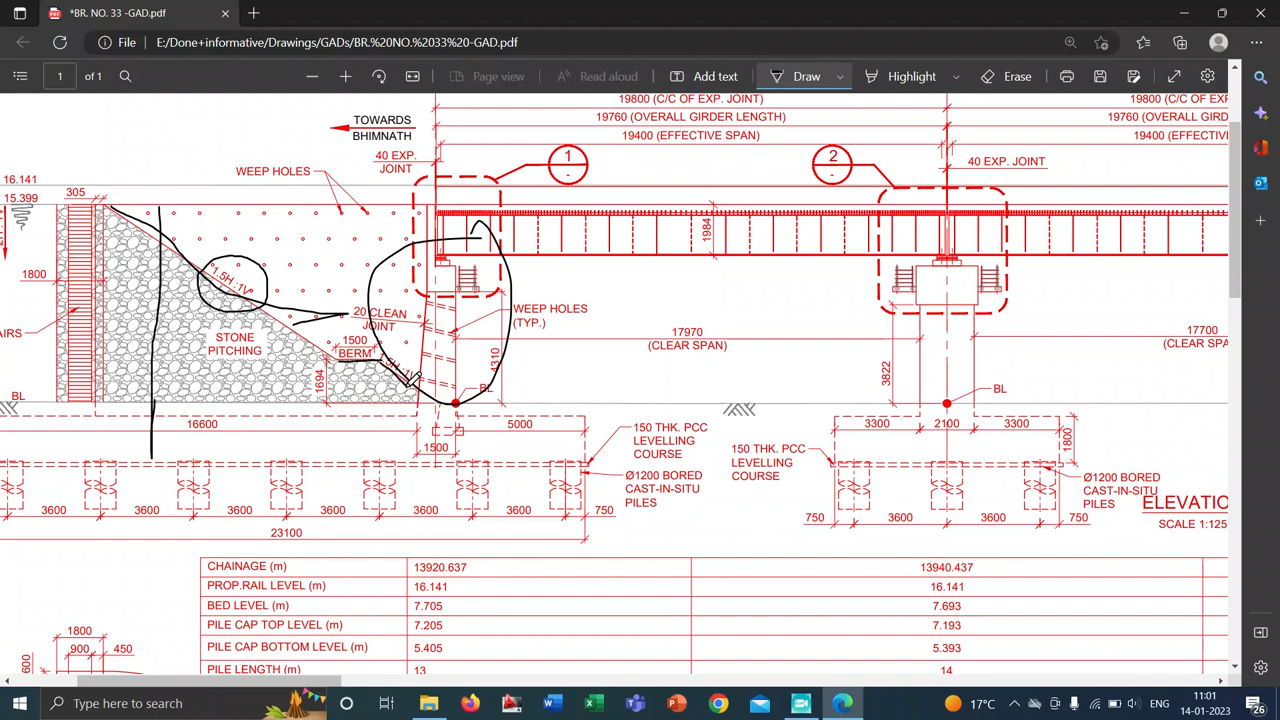 *BR. NO. 33 -GAD.pdf
File
E:/Done+informative/Drawings/GADs/BR.%20NO.%2033%20-GAD.pdf
1 of 1
Page view
Read aloud
Add text
Draw
Highlight
Erase
19800 (C/C OF EXP. JOINT)
19800 (C/C OF EXP
19760 (OVERALL GIRDER LENGTH)
19760 (OVERALL G
19400 (EFFECTIVE SPAN)
19400 (EFFECT
TOWARDS
BHIMNATH
40 EXP.
JOINT
1
-
2
-
40 EXP. JOINT
WEEP HOLES
16.141
15.399
305
1984
1800
1.5H:1V
20 CLEAN
JOINT
WEEP HOLES
(TYP.)
STONE
PITCHING
17970
(CLEAR SPAN)
17700
(CLEAR SPA
AIRS
1500
BERM
1.5H:1V
1694
4310
3822
BL
BL
BL
16600
5000
3300
2100
3300
1800
1500
150 THK. PCC
LEVELLING
COURSE
150 THK. PCC
LEVELLING
COURSE
Ø1200 BORED
CAST-IN-SITU
PILES
Ø1200 BORED
CAST-IN-SITU
PILES
ELEVATIO
SCALE 1:125
3600
3600
3600
3600
3600
3600
750
750
3600
3600
750
23100
CHAINAGE (m) 13920.637 13940.437
PROP.RAIL LEVEL (m) 16.141 16.141
BED LEVEL (m) 7.705 7.693
PILE CAP TOP LEVEL (m) 7.205 7.193
PILE CAP BOTTOM LEVEL (m) 5.405 5.393
PILE LENGTH (m) 13 14
1800
900
450
600
Type here to search
17°C
ENG
11:01
14-01-2023
26